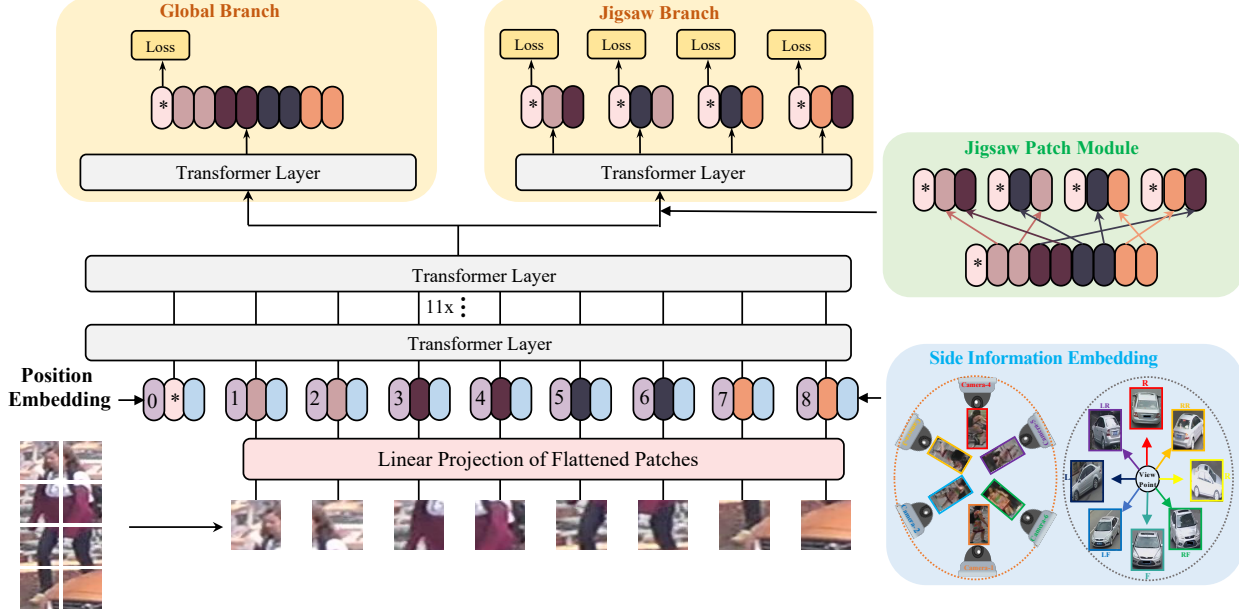 Global Branch
Loss
*
Transformer Layer
Jigsaw Branch
Loss
Loss
Loss
Loss
*
*
*
*
Transformer Layer
Jigsaw Patch Module
*
*
*
*
*
Transformer Layer
11x
Transformer Layer
Position
Embedding
0 * 1 2 3 4 5 6 7 8
Linear Projection of Flattened Patches
Side Information Embedding
Camera-2
R
LR
View
Point
LF
F
RF